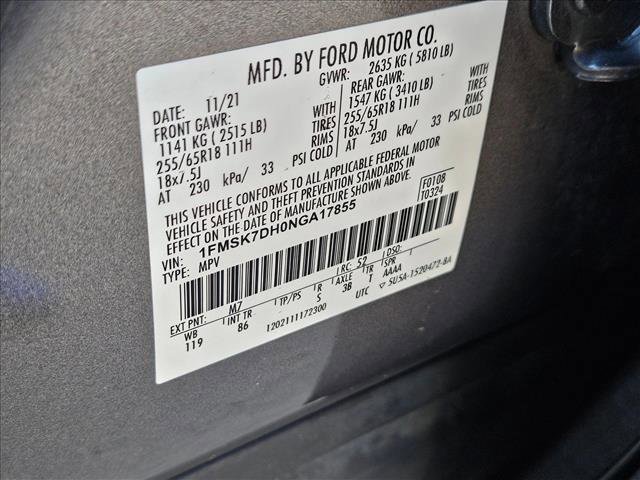 MFD. BY FORD MOTOR CO.
DATE: 11/21 GVWR: 2635 KG ( 5810 LB)
FRONT GAWR: WITH REAR GAWR: WITH
1141 KG ( 2515 LB) TIRES 1547 KG ( 3410 LB) TIRES
255/65R18 111H RIMS 255/65R18 111H RIMS
18x7.5J PSI COLD 18x7.5J PSI COLD
AT 230 kPa/ 33 AT 230 kPa/ 33
THIS VEHICLE CONFORMS TO ALL APPLICABLE FEDERAL MOTOR
VEHICLE SAFETY AND THEFT PREVENTION STANDARDS IN
EFFECT ON THE DATE OF MANUFACTURE SHOWN ABOVE.
F0108
T0324
VIN: 1FMSK7DH0NGA17855
TYPE: MPV
EXT PNT: M7 RC: 52 DSO:
WB INT TR TP/PS R AXLE TR SPR
119 86 S 3B T AAAA
1202111172300 UTC 5U5A-1520472-8A